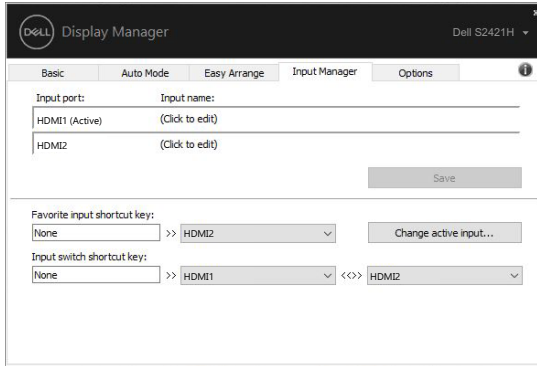 DELL Display Manager
Dell S2421H
Basic Auto Mode Easy Arrange Input Manager Options
Input port: Input name:
HDMI1 (Active) (Click to edit)
HDMI2 (Click to edit)
Save
Favorite input shortcut key:
None >> HDMI2 Change active input...
Input switch shortcut key:
None >> HDMI1 <<>> HDMI2